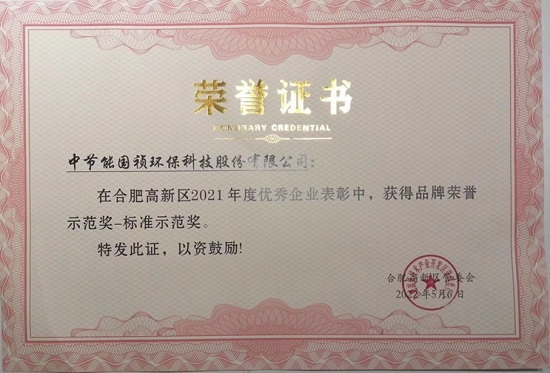 荣誉证书
HONORARY CREDENTIAL
中节能国祯环保科技股份有限公司：
在合肥高新区2021年度优秀企业表彰中，获得品牌荣誉
示范奖-标准示范奖。
特发此证，以资鼓励！
合肥高新区管委会
2022年5月6日